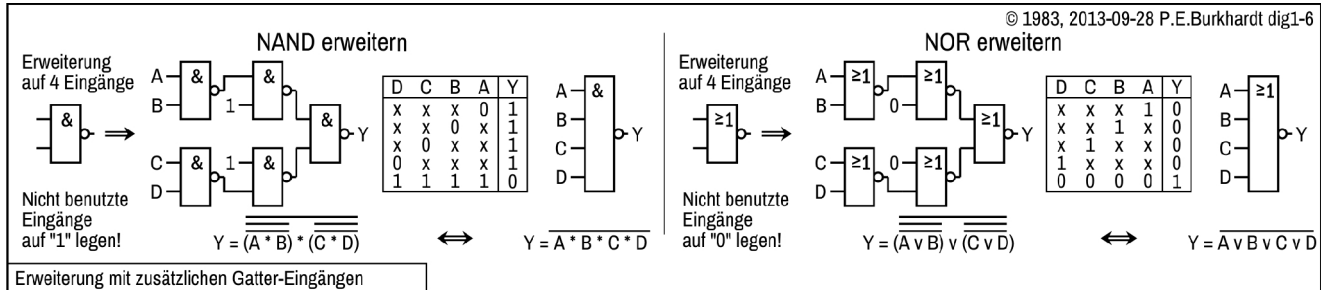 © 1983, 2013-09-28 P.E.Burkhardt dig1-6
NAND erweitern
Erweiterung
auf 4 Eingänge
&
A
B
&
1
&
C
D
&
1
&
&
Y
D C B A Y
x x x 0 1
x x 0 x 1
x 0 x x 1
0 x x x 1
1 1 1 1 0
A
B
C
D
&
Y
Nicht benutzte
Eingänge
auf "1" legen!
Y = (A * B) * (C * D)
Y = A * B * C * D
NOR erweitern
Erweiterung
auf 4 Eingänge
≥1
A
B
≥1
0
≥1
C
D
≥1
0
≥1
≥1
Y
D C B A Y
x x x 1 0
x x 1 x 0
x 1 x x 0
1 x x x 0
0 0 0 0 1
A
B
C
D
≥1
Y
Nicht benutzte
Eingänge
auf "0" legen!
Y = (A v B) v (C v D)
Y = A v B v C v D
Erweiterung mit zusätzlichen Gatter-Eingängen